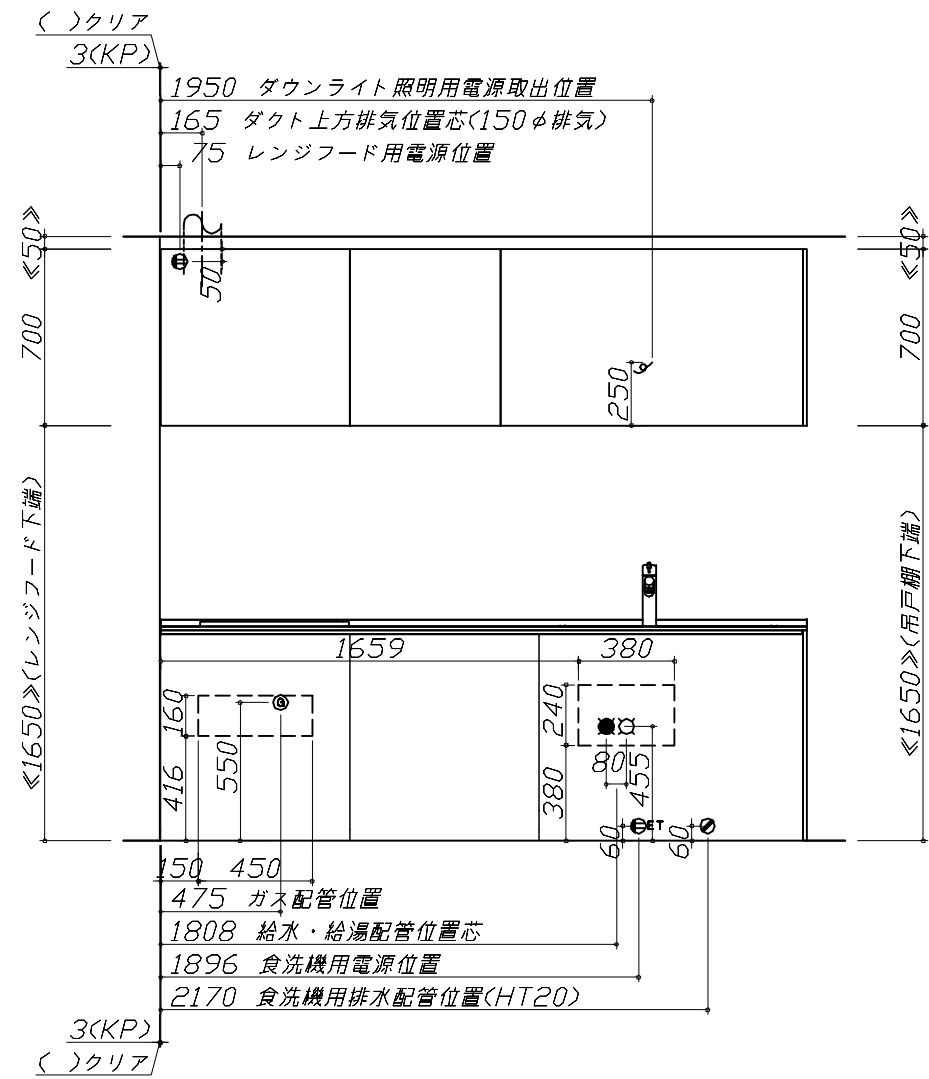 ( )クリア
3(KP)
1950 ダウンライト照明用電源取出位置
165 ダクト上方排気位置芯(150φ排気)
75 レンジフード用電源位置
≪50≫
≪50≫
50
700
700
250
≪1650≫(レンジフード下端)
≪1650≫(吊戸棚下端)
1659
380
160
G
240
550
80
455
416
380
60
ET
60
150
450
475 ガス配管位置
1808 給水・給湯配管位置芯
1896 食洗機用電源位置
2170 食洗機用排水配管位置(HT20)
3(KP)
( )クリア